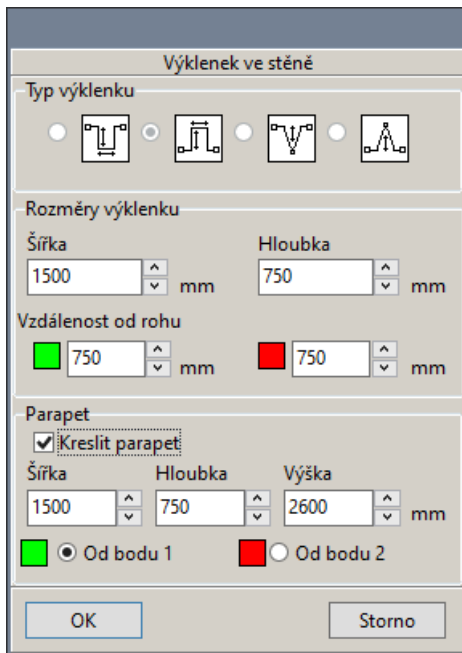 Výklenek ve stěně
Typ výklenku
Rozměry výklenku
Šířka Hloubka
1500 mm 750 mm
Vzdálenost od rohu
750 mm 750 mm
Parapet
Kreslit parapet
Šířka Hloubka Výška
1500 750 2600 mm
Od bodu 1 Od bodu 2
OK Storno